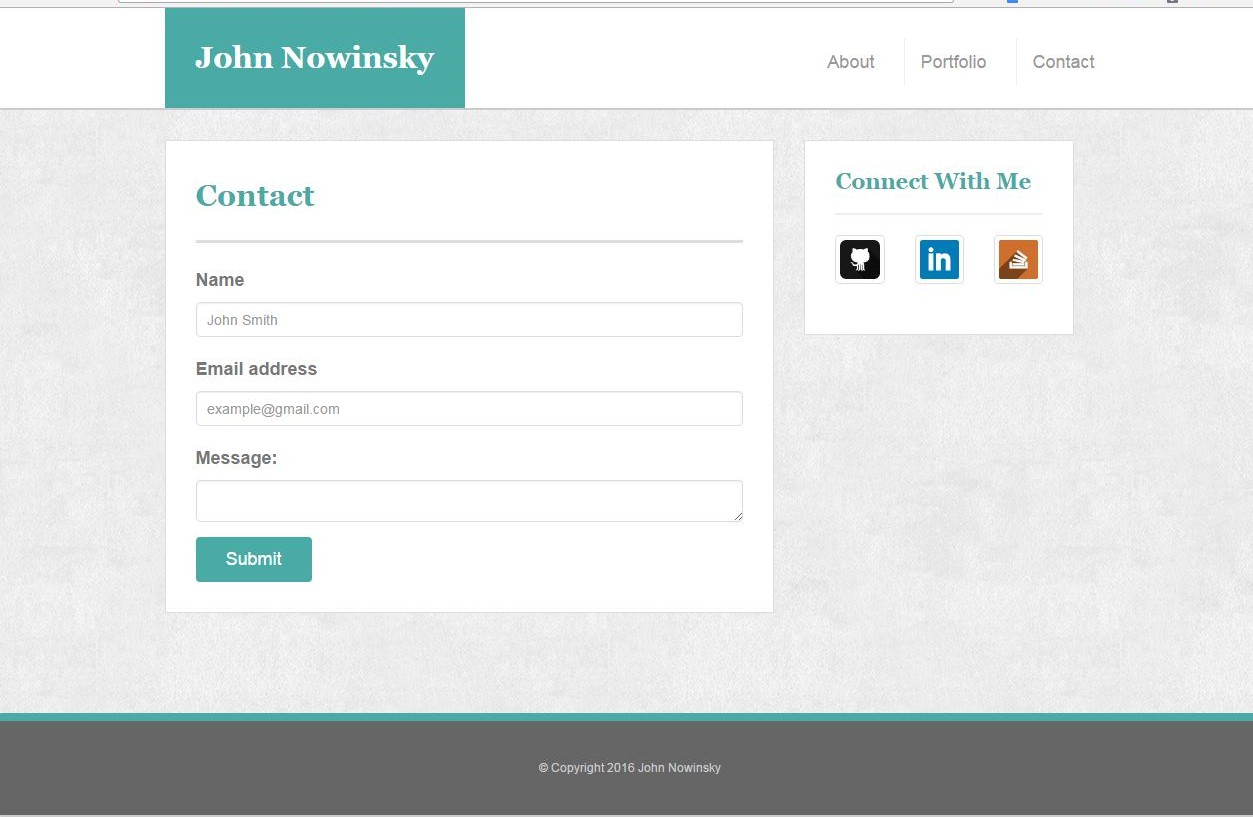 John Nowinsky
About
Portfolio
Contact
Contact
Name
John Smith
Email address
example@gmail.com
Message:
Submit
Connect With Me
in
© Copyright 2016 John Nowinsky